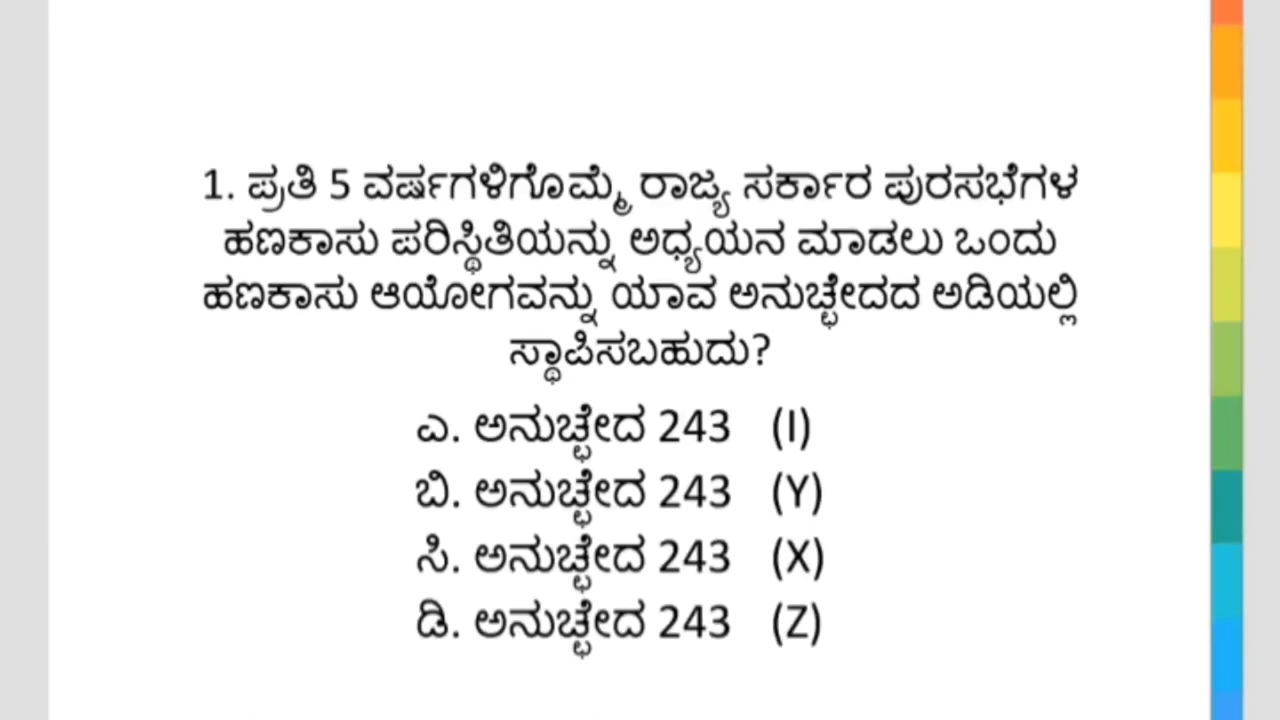 1. ಪ್ರತಿ 5 ವರ್ಷಗಳಿಗೊಮ್ಮೆ ರಾಜ್ಯ ಸರ್ಕಾರ ಪುರಸಭೆಗಳ
ಹಣಕಾಸು ಪರಿಸ್ಥಿತಿಯನ್ನು ಅಧ್ಯಯನ ಮಾಡಲು ಒಂದು
ಹಣಕಾಸು ಆಯೋಗವನ್ನು ಯಾವ ಅನುಚ್ಛೇದದ ಅಡಿಯಲ್ಲಿ
ಸ್ಥಾಪಿಸಬಹುದು?
ಎ. ಅನುಚ್ಛೇದ 243 (I)
ಬಿ. ಅನುಚ್ಛೇದ 243 (Y)
ಸಿ. ಅನುಚ್ಛೇದ 243 (X)
ಡಿ. ಅನುಚ್ಛೇದ 243 (Z)